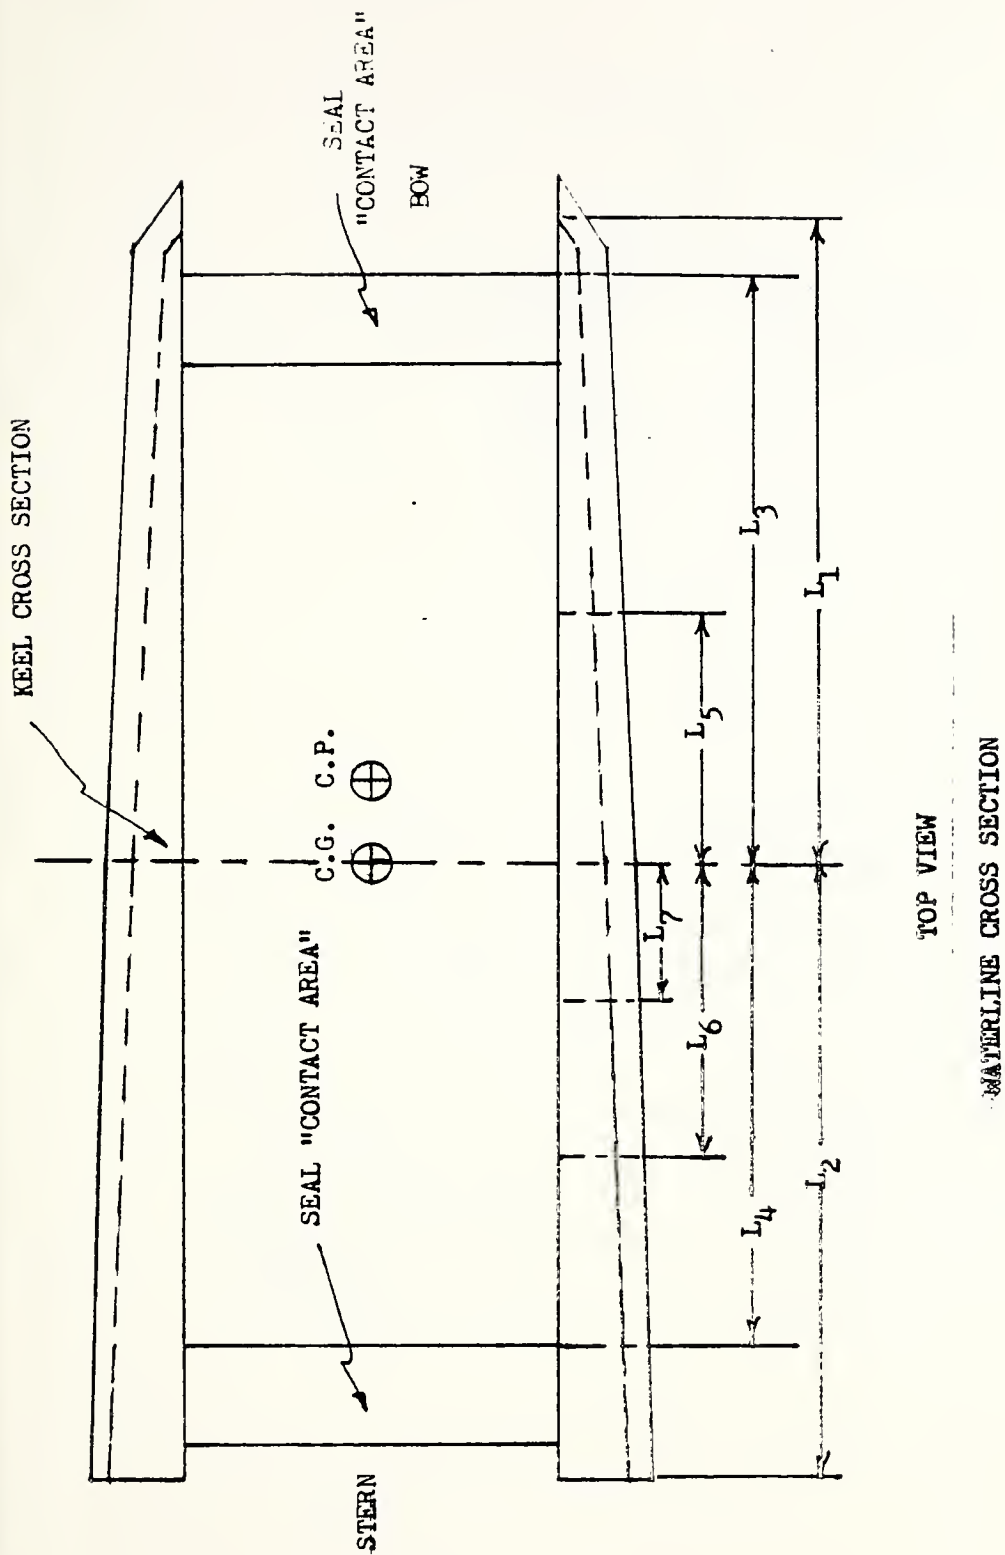 KEEL CROSS SECTION
SEAL
"CONTACT AREA"
BOW
C.G. C.P.
SEAL "CONTACT AREA"
STERN
L7
L5
L6
L3
L4
L1
L2
TOP VIEW
WATERLINE CROSS SECTION